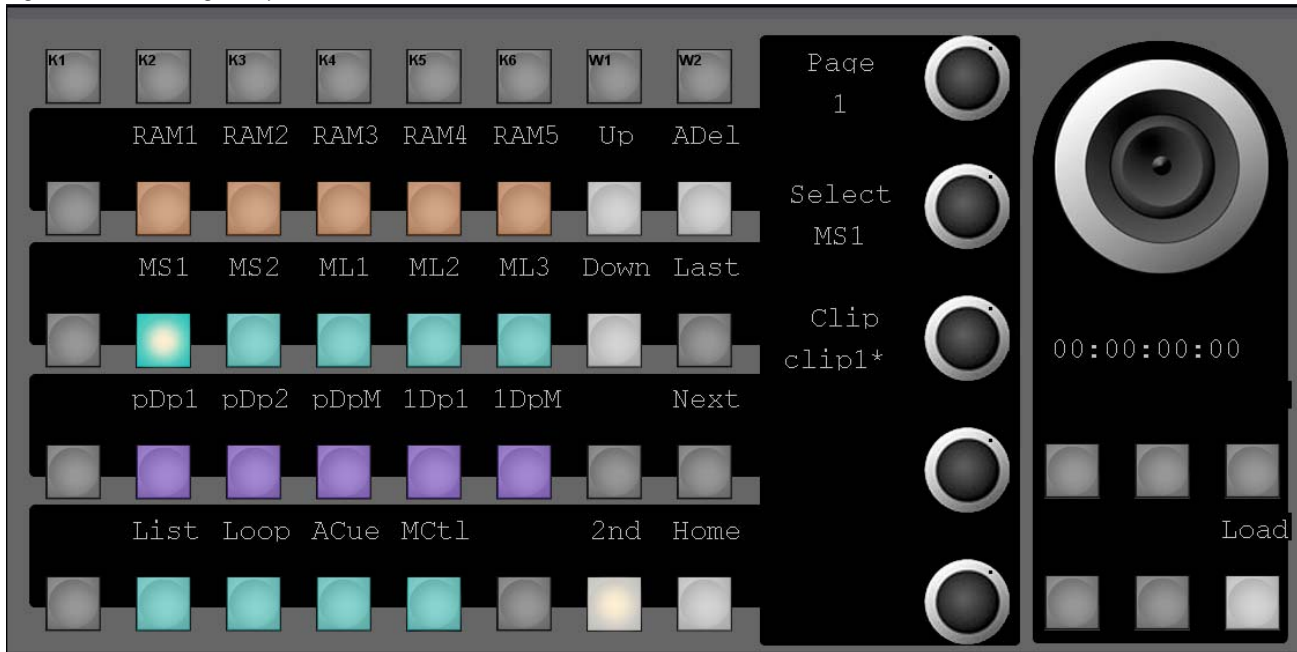 K1 K2 K3 K4 K5 K6 W1 W2
RAM1 RAM2 RAM3 RAM4 RAM5 Up ADel
MS1 MS2 ML1 ML2 ML3 Down Last
pDp1 pDp2 pDpM 1Dp1 1DpM Next
List Loop ACue MCtl 2nd Home
Page
1
Select
MS1
Clip
clip1*
00:00:00:00
Load